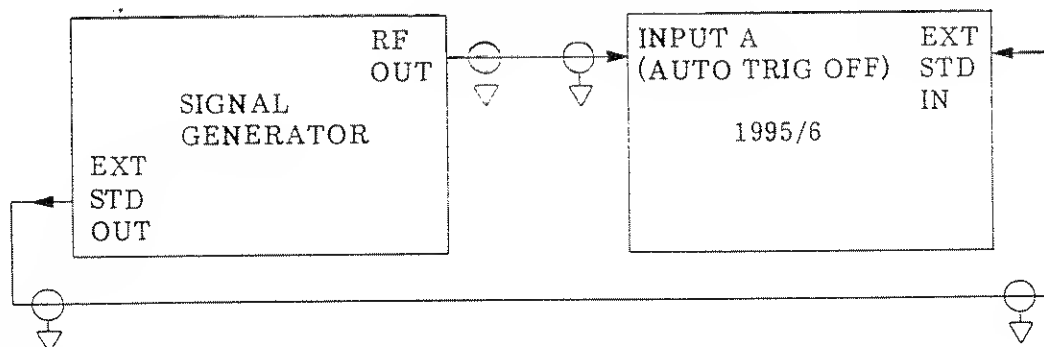 RF
OUT
SIGNAL
GENERATOR
EXT
STD
OUT
INPUT A
(AUTO TRIG OFF)
EXT
STD
IN
1995/6